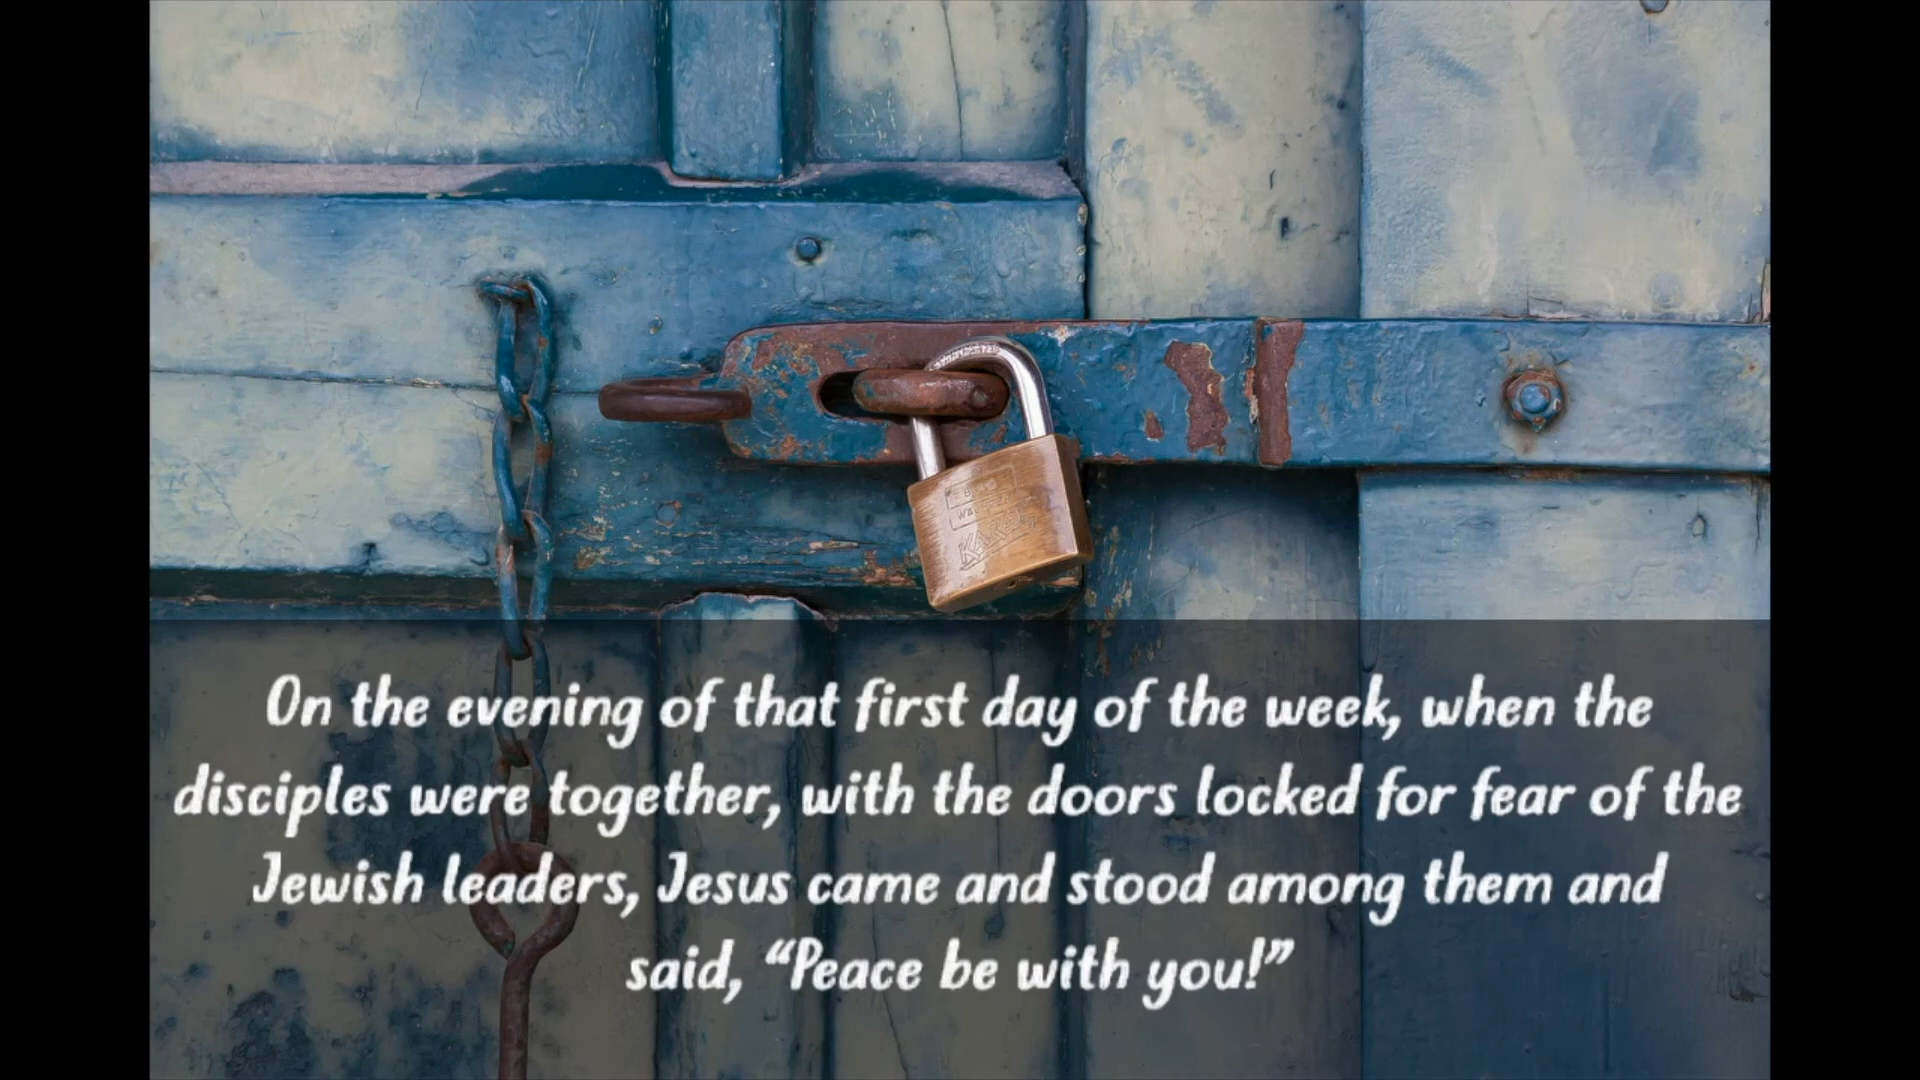 On the evening of that first day of the week, when the
disciples were together, with the doors locked for fear of the
Jewish leaders, Jesus came and stood among them and
said, “Peace be with you!”